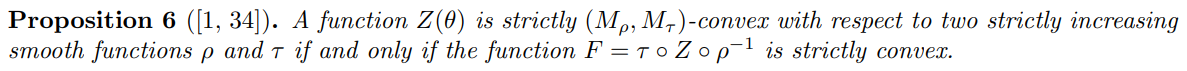 Proposition 6 ([1, 34]). A function Z(θ) is strictly (M_ρ, M_τ)-convex with respect to two strictly increasing
smooth functions ρ and τ if and only if the function F = τ ∘ Z ∘ ρ⁻¹ is strictly convex.